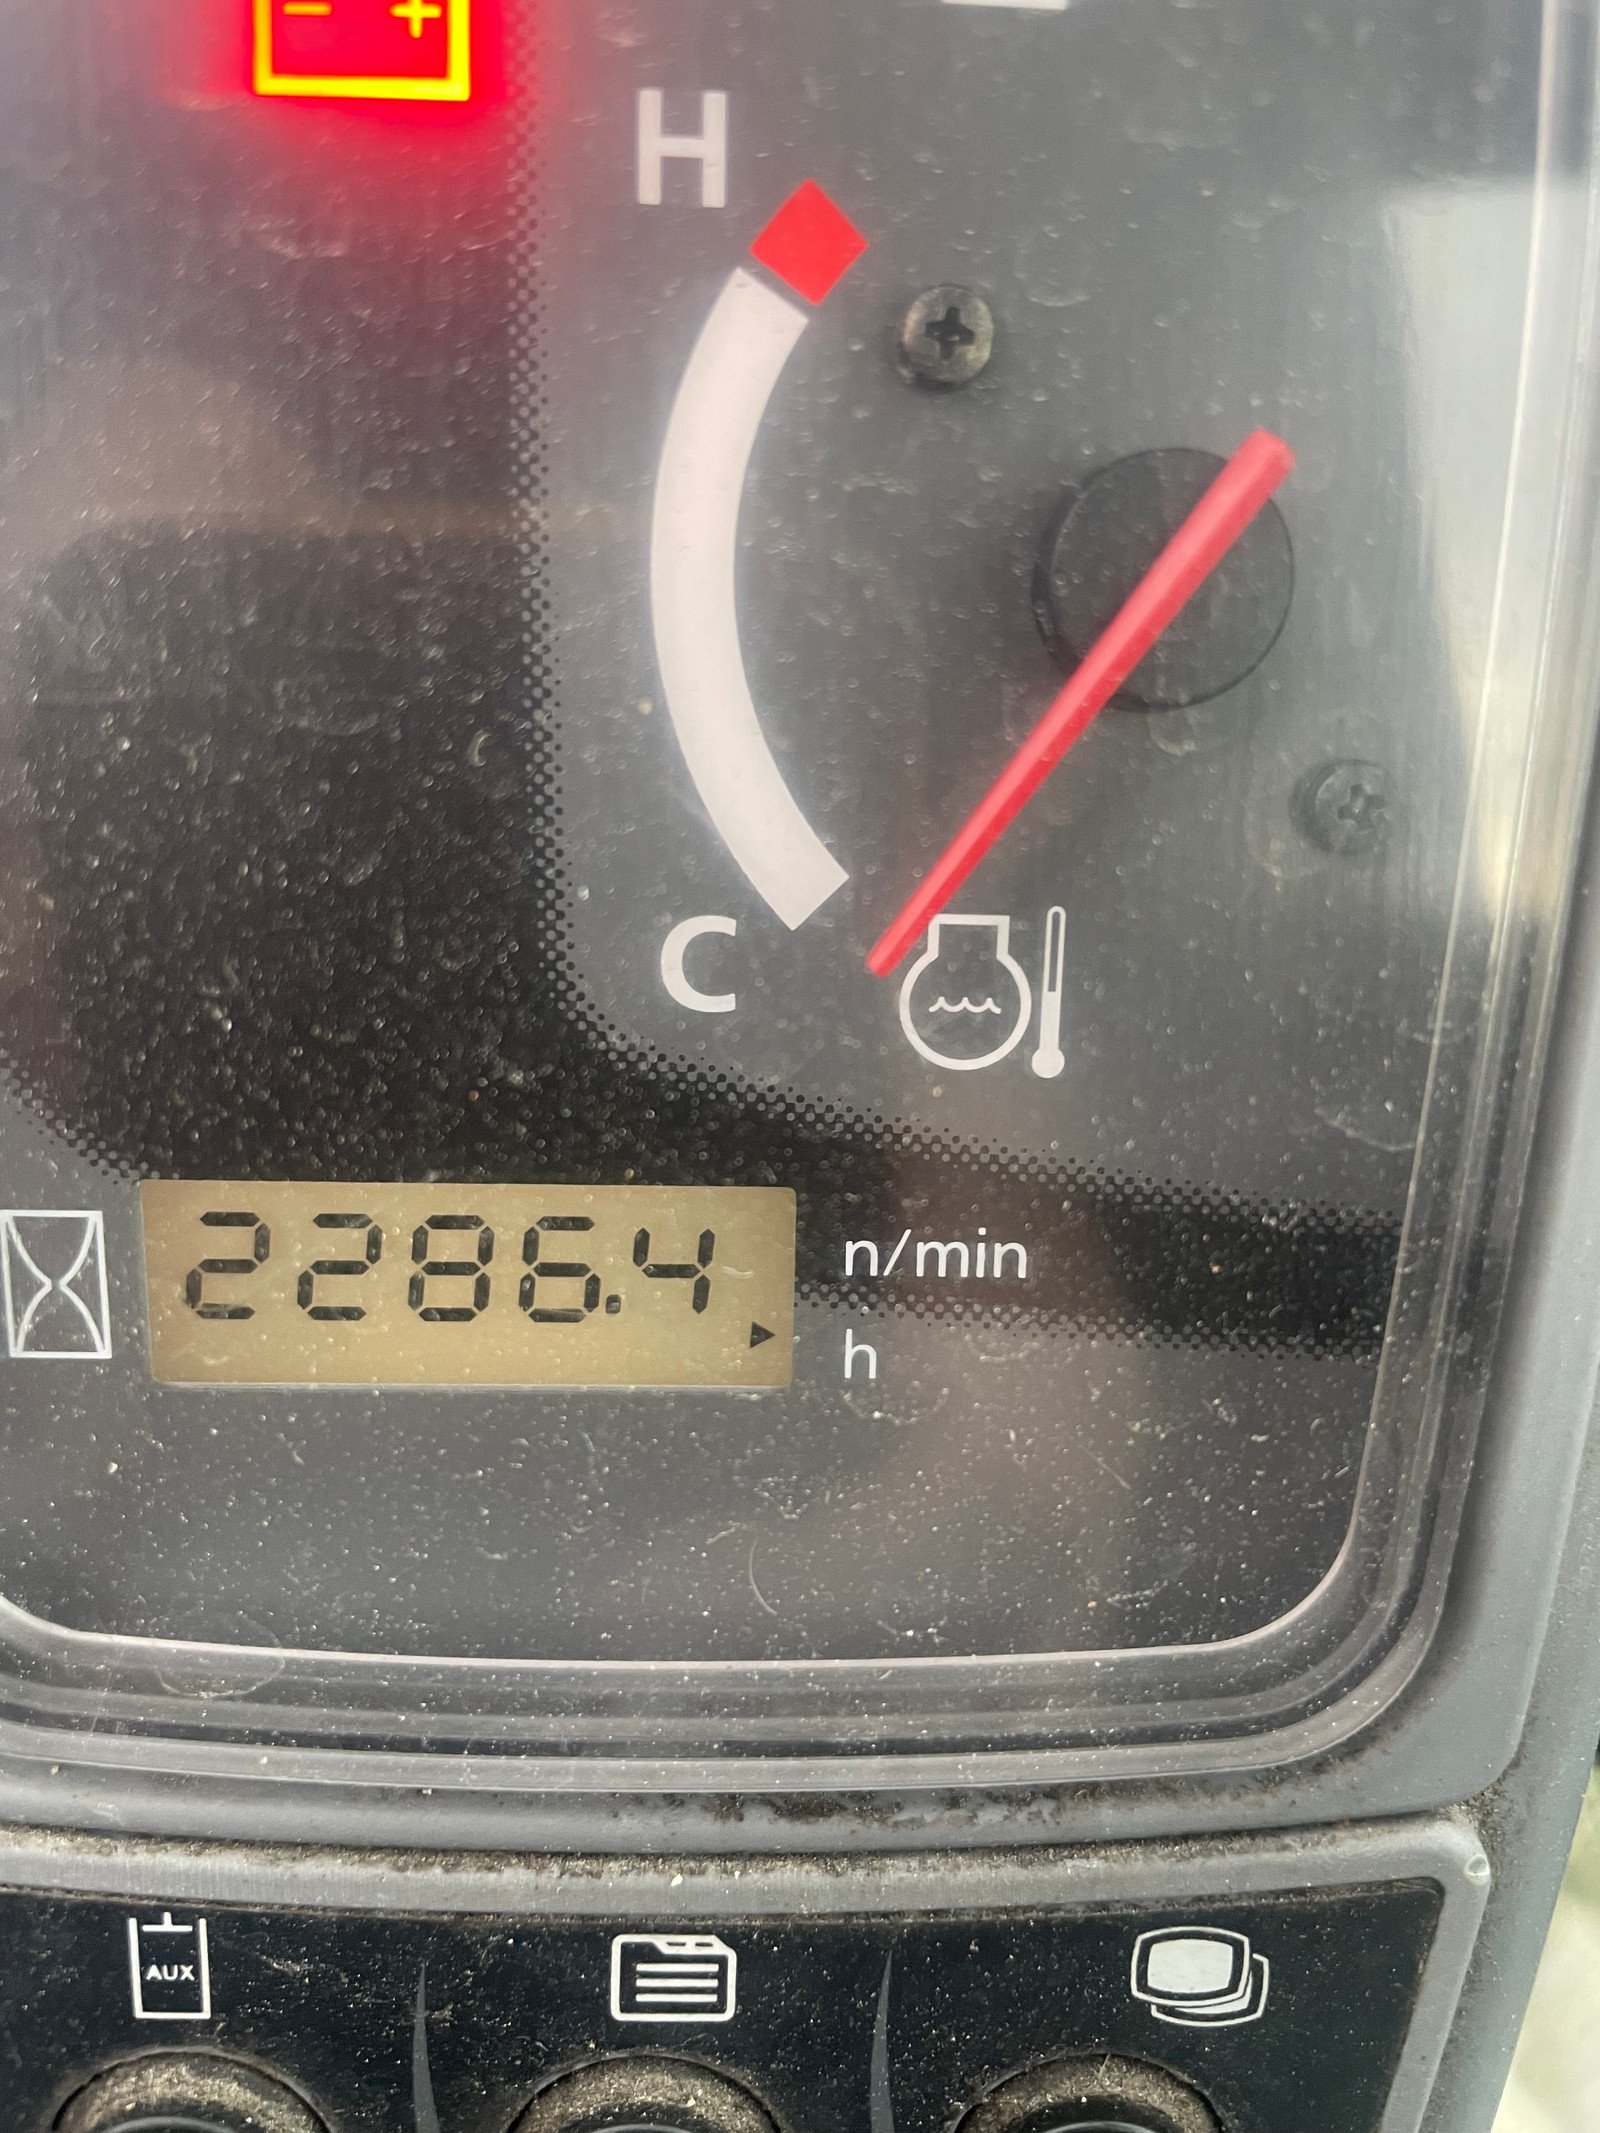 - +
H
C
2286.4
n/min
h
AUX